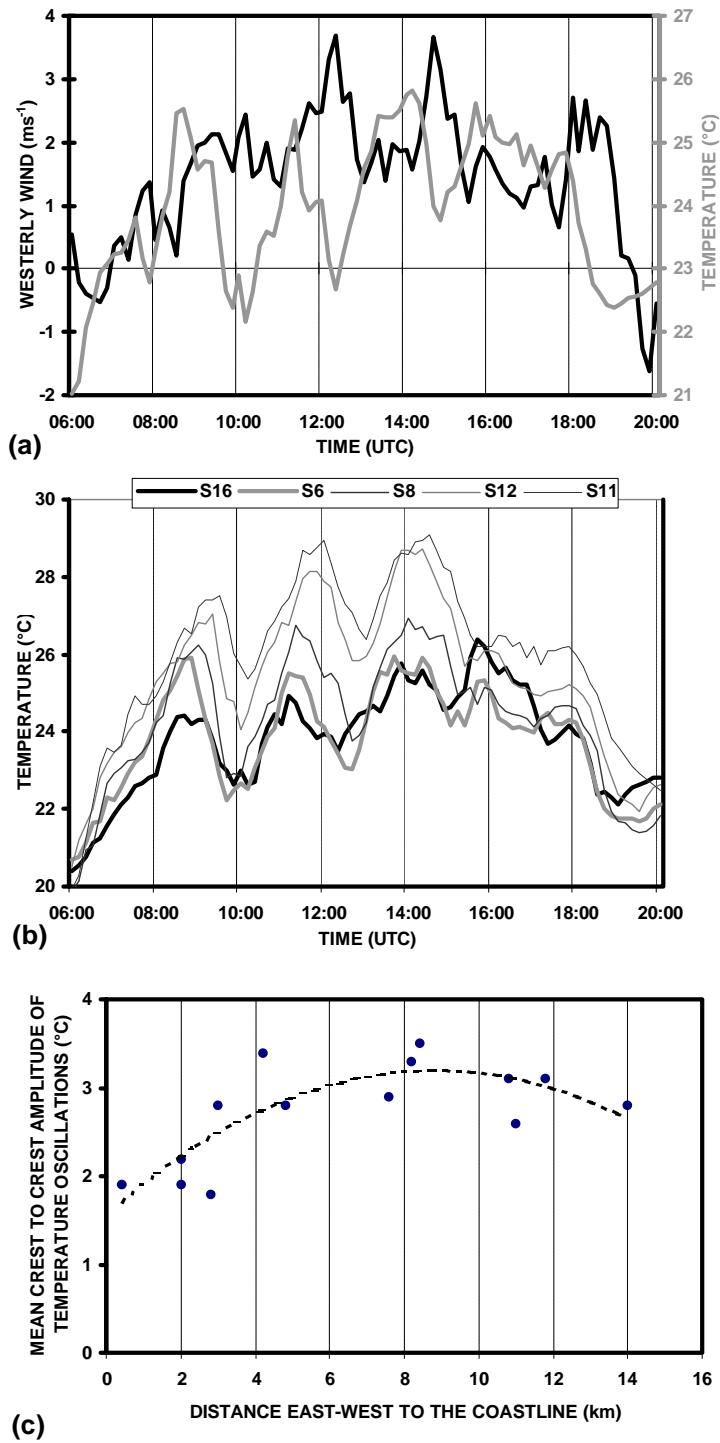 4
3
2
1
0
-1
-2
WESTERLY WIND (ms-1)
27
26
25
24
23
22
21
TEMPERATURE (°C)
06:00 08:00 10:00 12:00 14:00 16:00 18:00 20:00
TIME (UTC)
(a)
S16 S6 S8 S12 S11
30
28
26
24
22
20
TEMPERATURE (°C)
06:00 08:00 10:00 12:00 14:00 16:00 18:00 20:00
TIME (UTC)
(b)
4
3
2
1
0
MEAN CREST TO CREST AMPLITUDE OF
TEMPERATURE OSCILLATIONS (°C)
0 2 4 6 8 10 12 14 16
DISTANCE EAST-WEST TO THE COASTLINE (km)
(c)